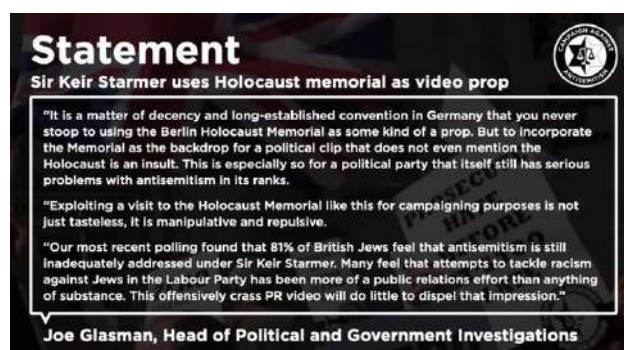 Statement
CAMPAIGN AGAINST
ANTISEMITISM
Sir Keir Starmer uses Holocaust memorial as video prop
"It is a matter of decency and long-established convention in Germany that you never
stoop to using the Berlin Holocaust Memorial as some kind of a prop. But to incorporate
the Memorial as the backdrop for a political clip that does not even mention the
Holocaust is an insult. This is especially so for a political party that itself still has serious
problems with antisemitism in its ranks.
"Exploiting a visit to the Holocaust Memorial like this for campaigning purposes is not
just tasteless, it is manipulative and repulsive.
"Our most recent polling found that 81% of British Jews feel that antisemitism is still
inadequately addressed under Sir Keir Starmer. Many feel that attempts to tackle racism
against Jews in the Labour Party has been more of a public relations effort than anything
of substance. This offensively crass PR video will do little to dispel that impression."
Joe Glasman, Head of Political and Government Investigations